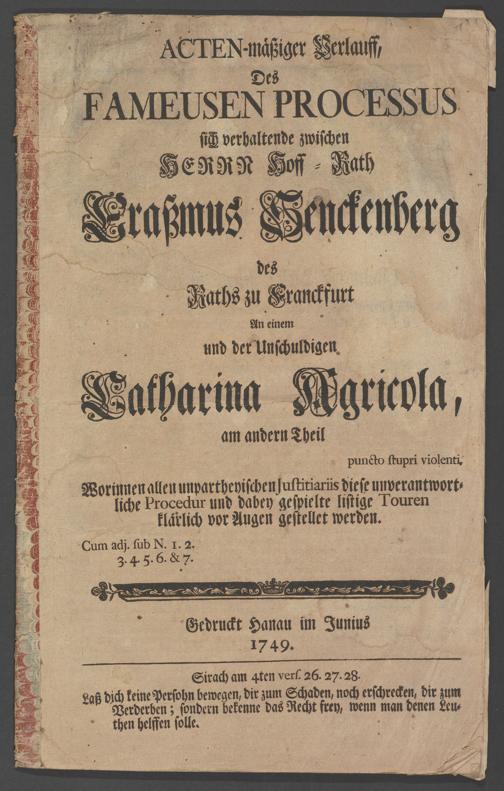 ACTEN-mäßiger Verlauff,
Des
FAMEUSEN PROCESSUS
sich verhaltende zwischen
HERRN Hoff-Rath
Eraßmus Senckenberg
des
Raths zu Franckfurt
An einem
und der Unschuldigen
Catharina Agricola,
am andern Theil
puncto stupri violenti.
Worinnen allen unpartheyischen Justitiariis diese unverantwort-
liche Procedur und dabey gespielte listige Touren
klärlich vor Augen gestellet werden.
Cum adj. sub N. 1. 2.
3. 4. 5. 6. & 7.
Gedruckt Hanau im Junius
1749.
Sirach am 4ten vers. 26. 27. 28.
Laß dich keine Persohn bewegen, dir zum Schaden, noch erschrecken, dir zum
Verderben; sondern bekenne das Recht frey, wenn man denen Leu-
then helffen solle.